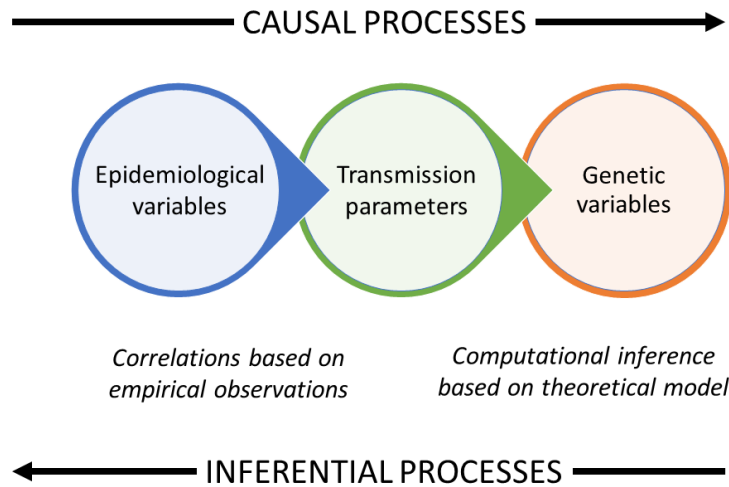 CAUSAL PROCESSES
Epidemiological
variables
Transmission
parameters
Genetic
variables
Correlations based on
empirical observations
Computational inference
based on theoretical model
INFERENTIAL PROCESSES